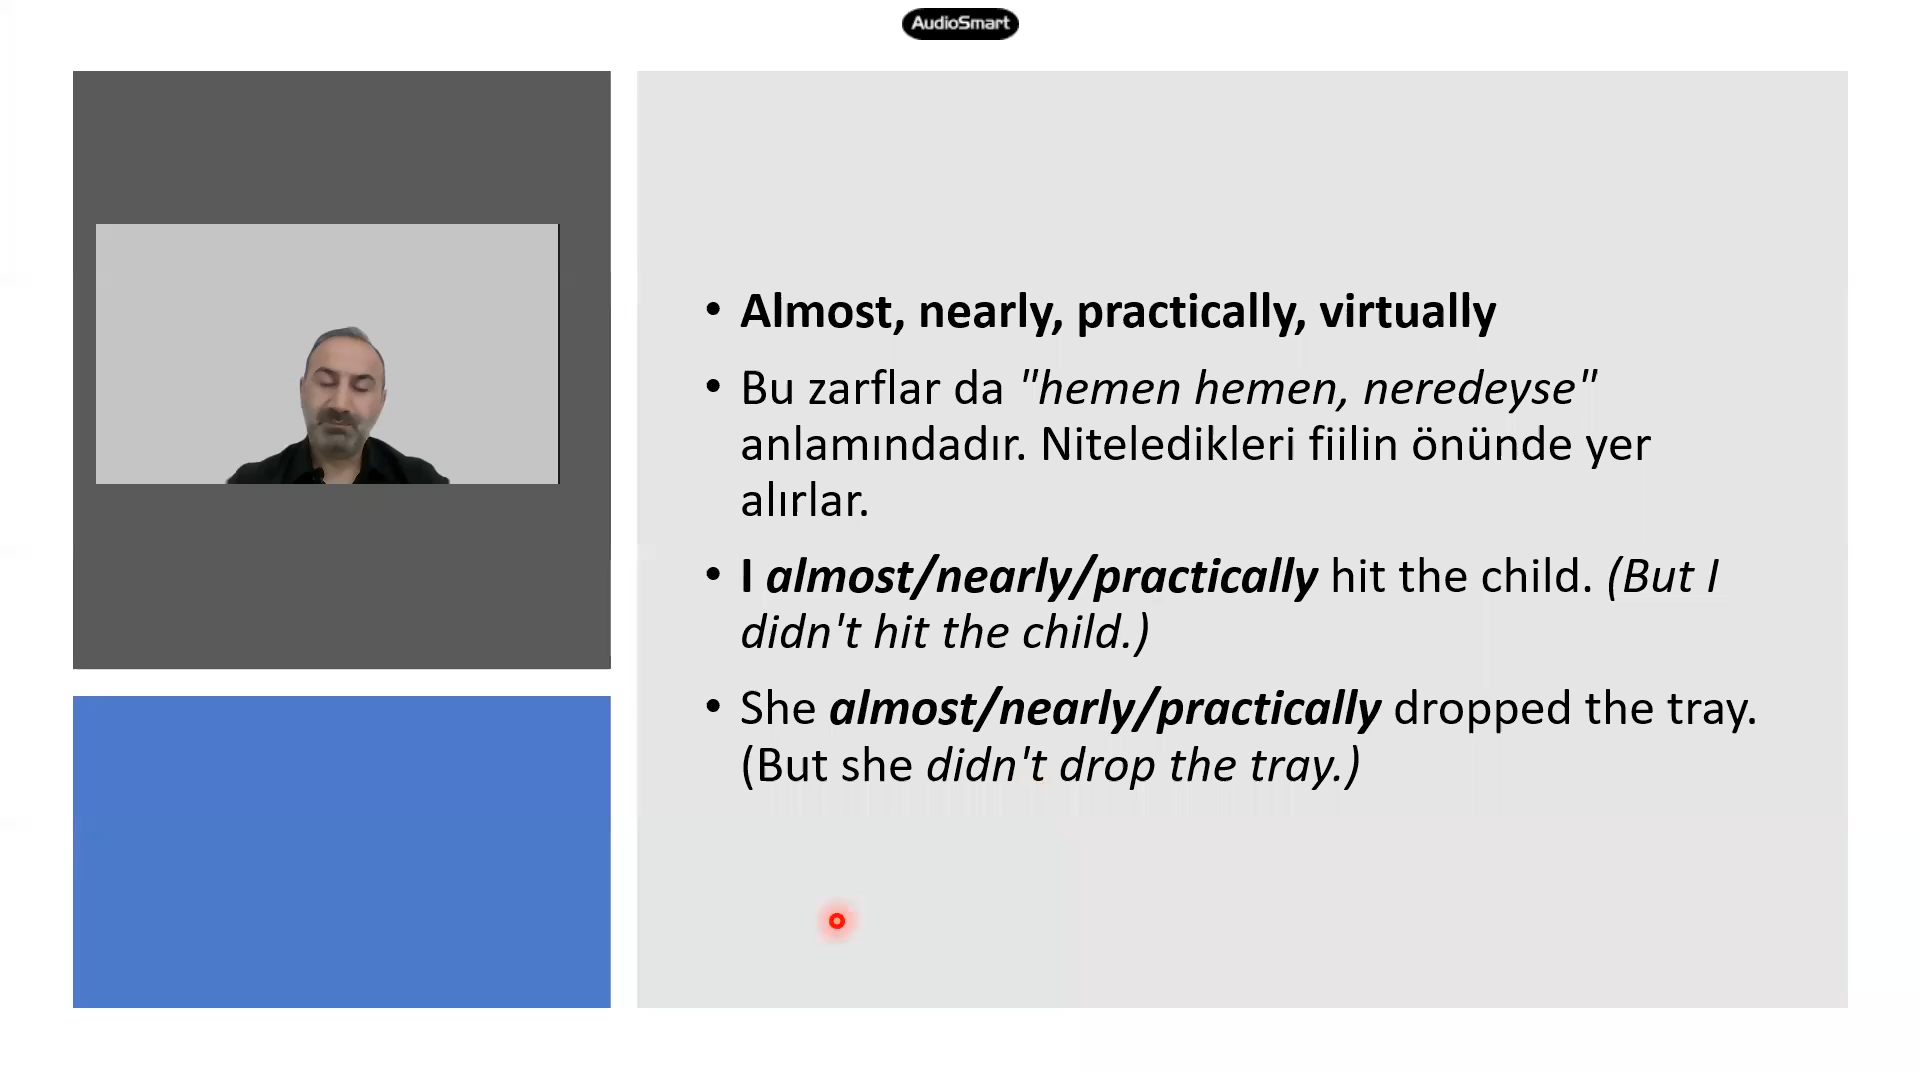 AudioSmart
• Almost, nearly, practically, virtually
• Bu zarflar da "hemen hemen, neredeyse"
anlamındadır. Niteledikleri fiilin önünde yer
alırlar.
• I almost/nearly/practically hit the child. (But I
didn't hit the child.)
• She almost/nearly/practically dropped the tray.
(But she didn't drop the tray.)